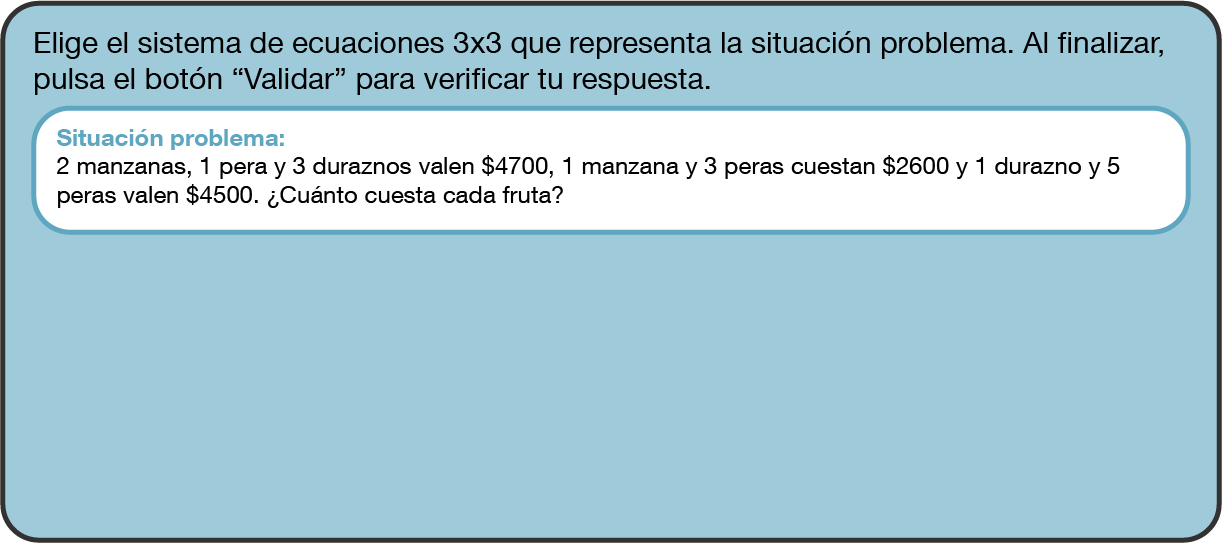 Elige el sistema de ecuaciones 3x3 que representa la situación problema. Al finalizar,
pulsa el botón “Validar” para verificar tu respuesta.
Situación problema:
2 manzanas, 1 pera y 3 duraznos valen $4700, 1 manzana y 3 peras cuestan $2600 y 1 durazno y 5
peras valen $4500. ¿Cuánto cuesta cada fruta?